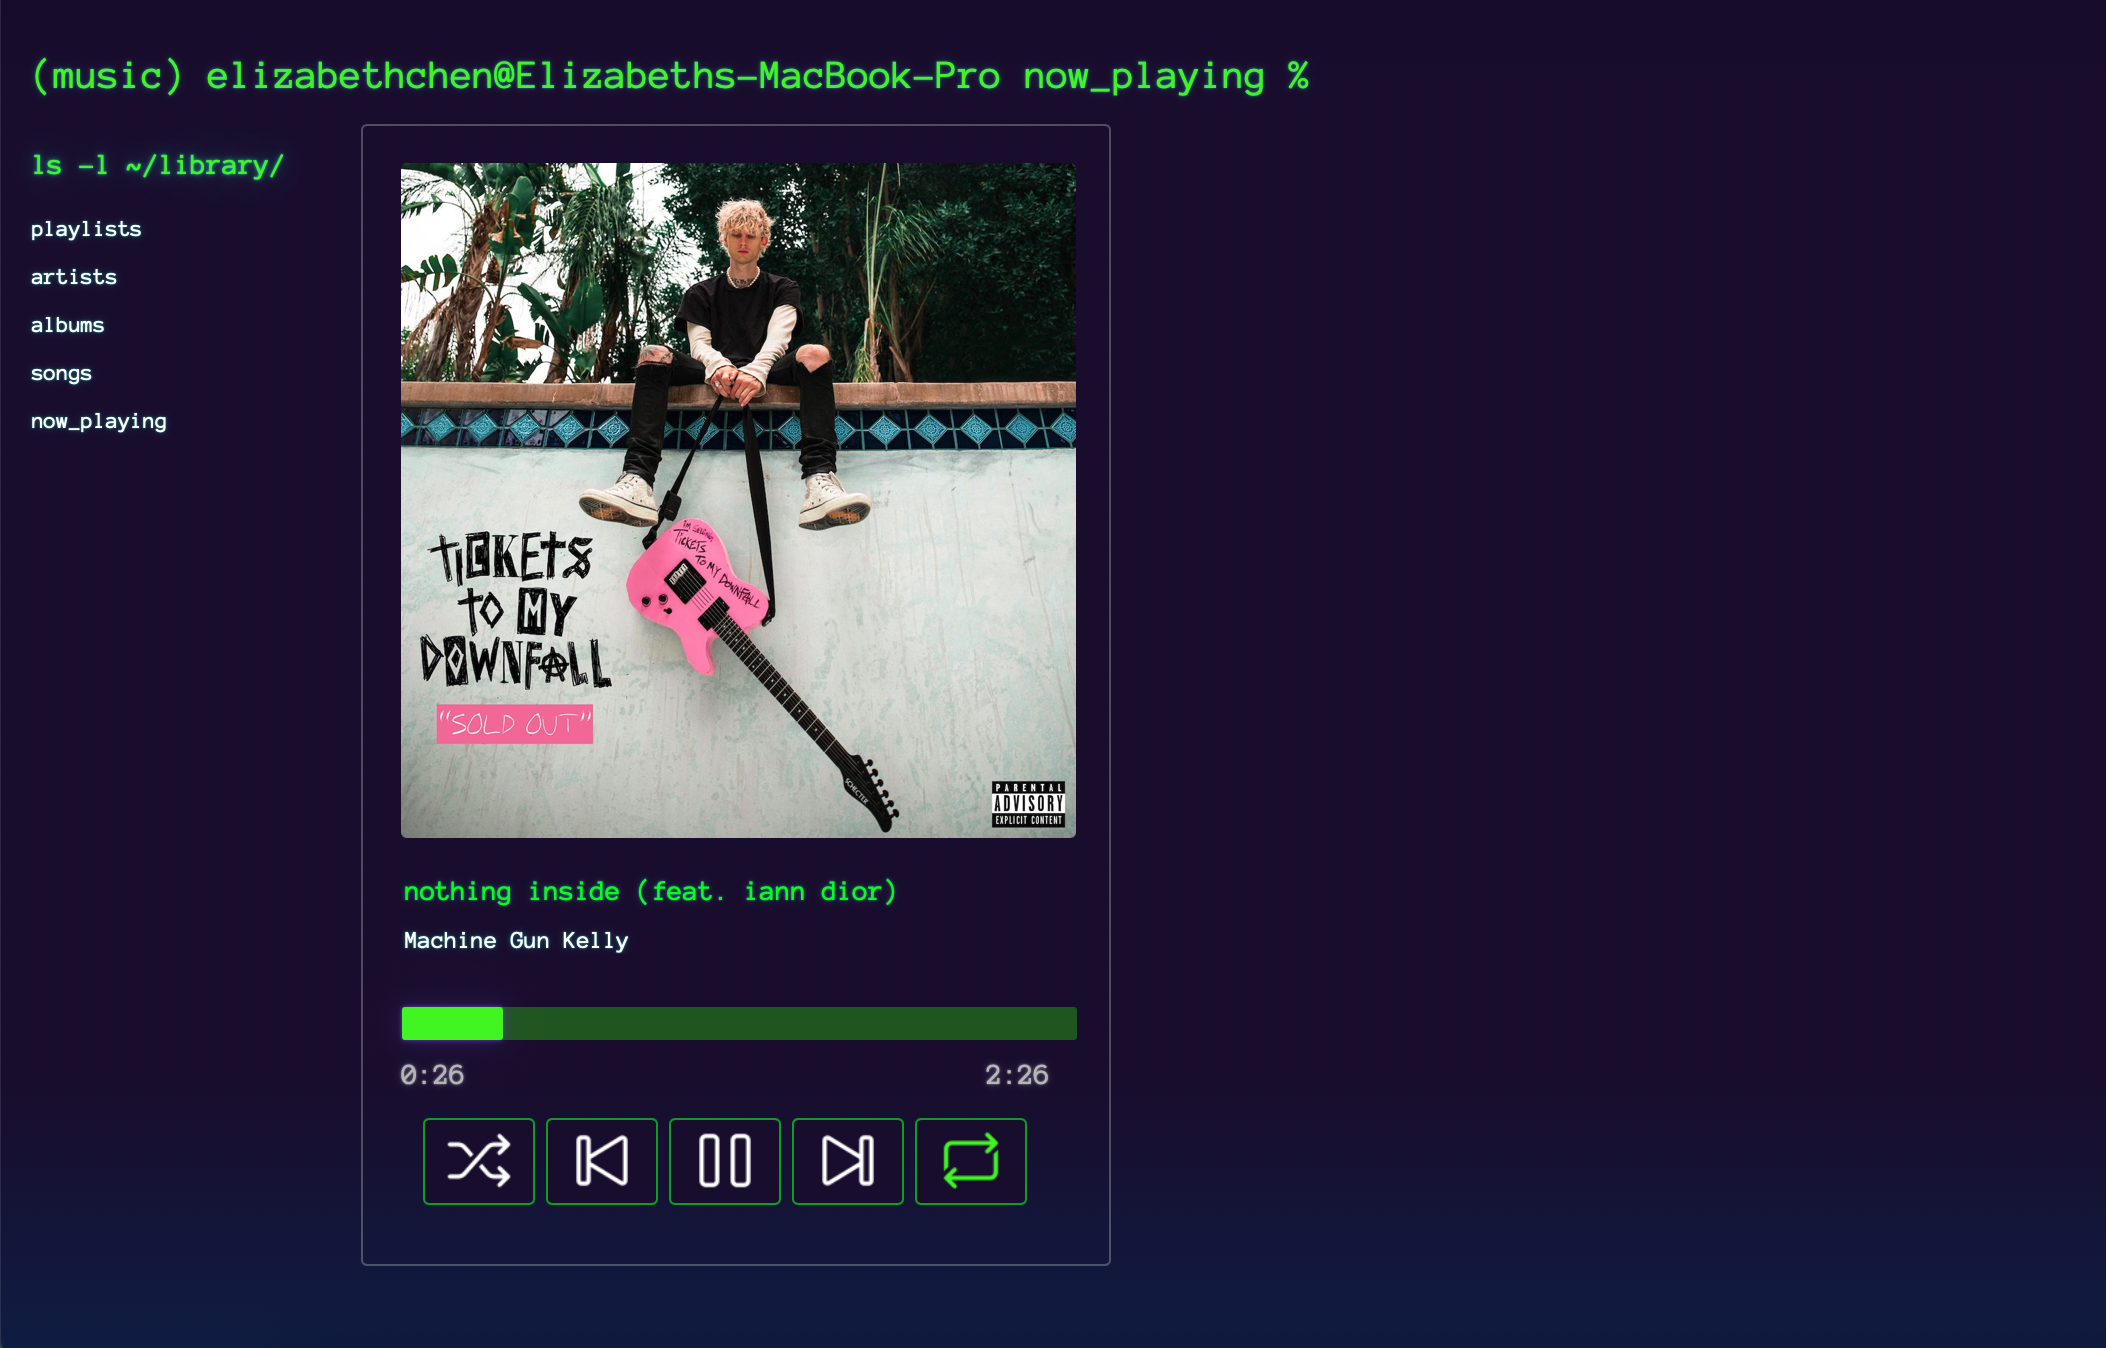 (music) elizabethchen@Elizabeths-MacBook-Pro now_playing %
ls -l ~/library/
playlists
artists
albums
songs
now_playing
I'M SELLING
TICKETS
TO MY DOWNFALL
TICKETS
TO MY
DOWNFALL
"SOLD OUT"
SCHECTER
PARENTAL
ADVISORY
EXPLICIT CONTENT
nothing inside (feat. iann dior)
Machine Gun Kelly
0:26
2:26